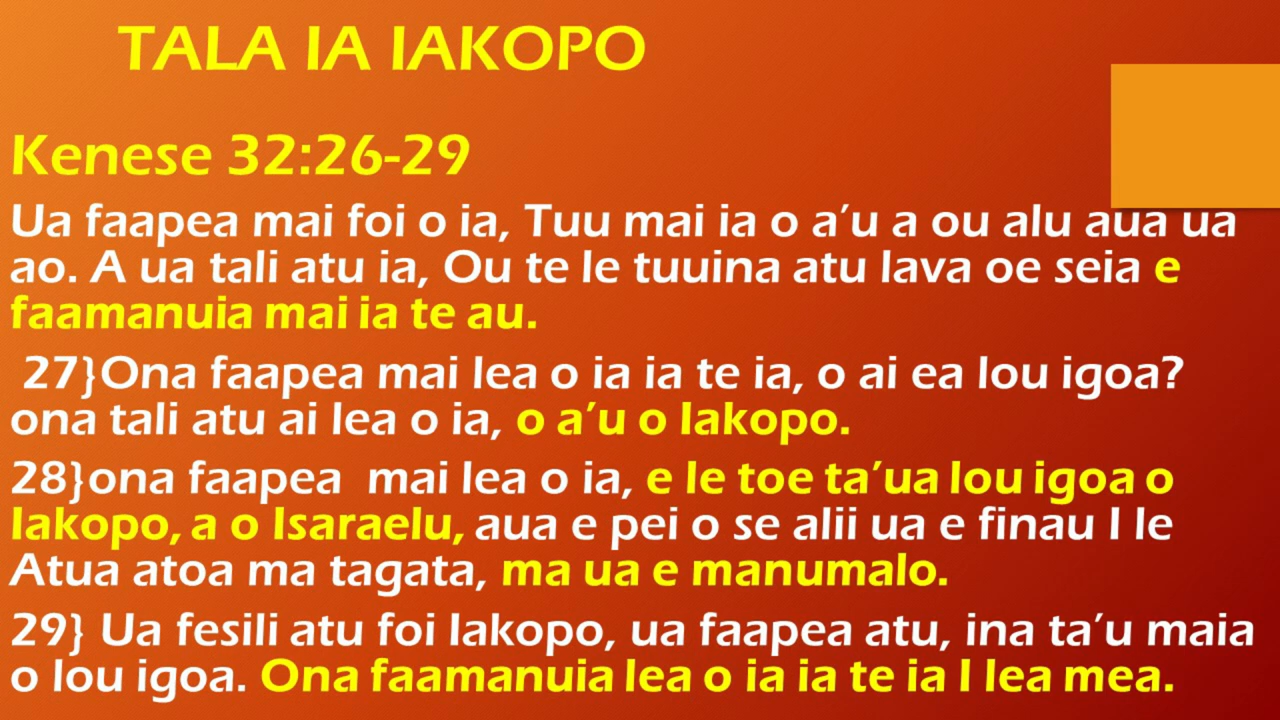 TALA IA IAKOPO
Kenese 32:26-29
Ua faapea mai foi o ia, Tuu mai ia o a’u a ou alu aua ua
ao. A ua tali atu ia, Ou te le tuuina atu lava oe seia e
faamanuia mai ia te au.
27}Ona faapea mai lea o ia ia te ia, o ai ea lou igoa?
ona tali atu ai lea o ia, o a’u o Iakopo.
28}ona faapea mai lea o ia, e le toe ta’ua lou igoa o
Iakopo, a o Isaraelu, aua e pei o se alii ua e finau I le
Atua atoa ma tagata, ma ua e manumalo.
29} Ua fesili atu foi Iakopo, ua faapea atu, ina ta’u maia
o lou igoa. Ona faamanuia lea o ia ia te ia I lea mea.